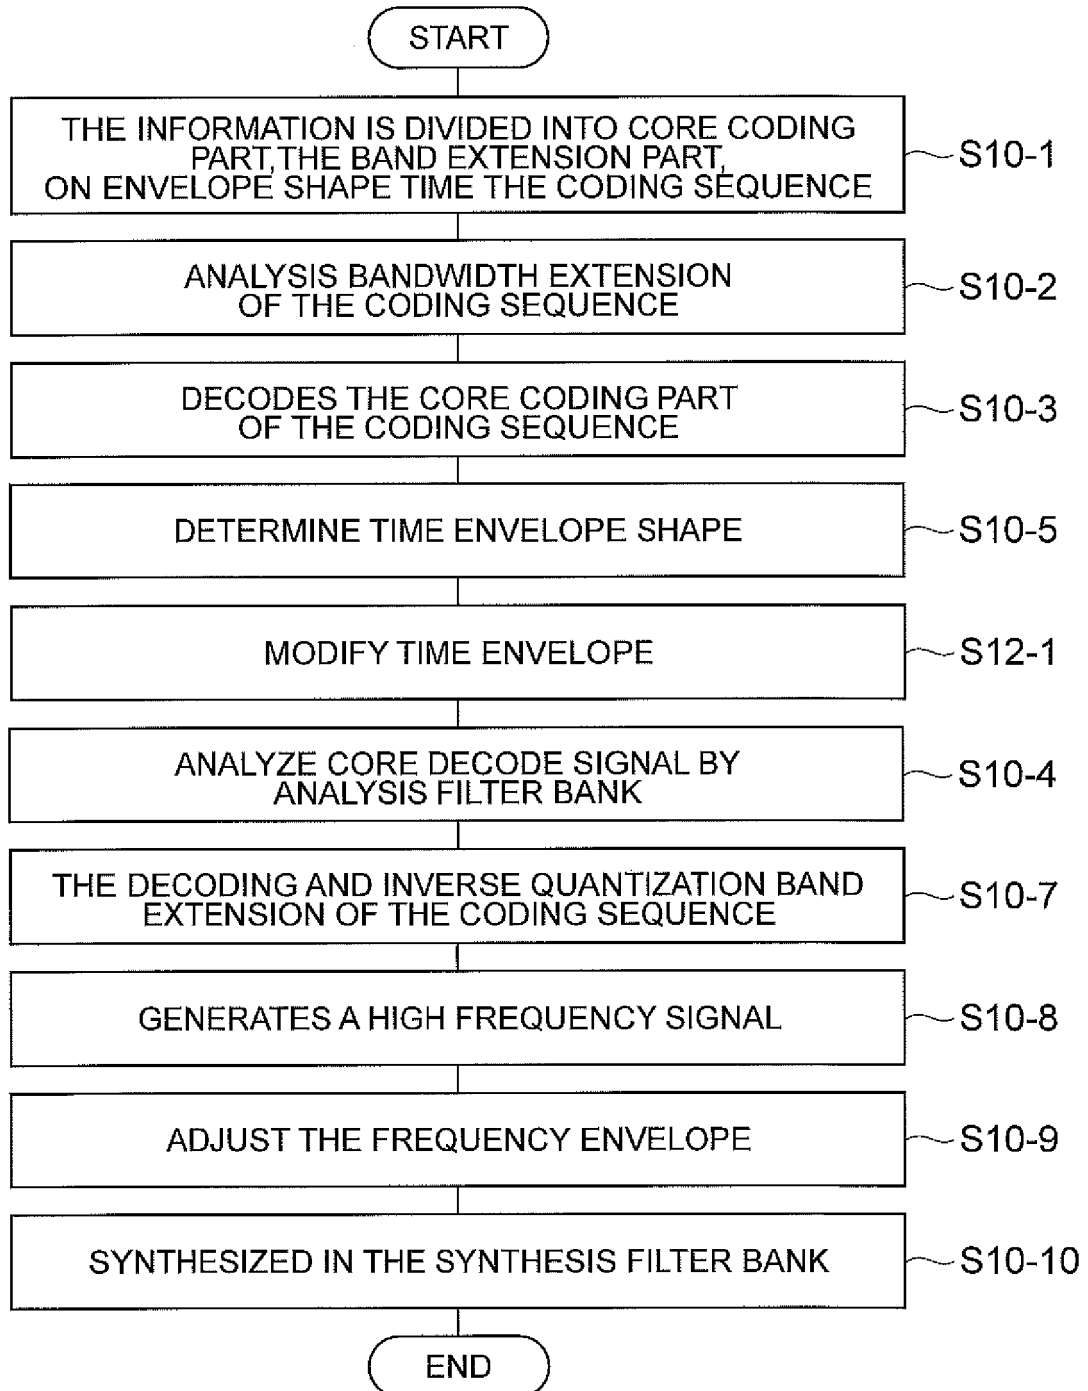 START
THE INFORMATION IS DIVIDED INTO CORE CODING
PART, THE BAND EXTENSION PART,
ON ENVELOPE SHAPE TIME THE CODING SEQUENCE
S10-1
ANALYSIS BANDWIDTH EXTENSION
OF THE CODING SEQUENCE
S10-2
DECODES THE CORE CODING PART
OF THE CODING SEQUENCE
S10-3
DETERMINE TIME ENVELOPE SHAPE
S10-5
MODIFY TIME ENVELOPE
S12-1
ANALYZE CORE DECODE SIGNAL BY
ANALYSIS FILTER BANK
S10-4
THE DECODING AND INVERSE QUANTIZATION BAND
EXTENSION OF THE CODING SEQUENCE
S10-7
GENERATES A HIGH FREQUENCY SIGNAL
S10-8
ADJUST THE FREQUENCY ENVELOPE
S10-9
SYNTHESIZED IN THE SYNTHESIS FILTER BANK
S10-10
END